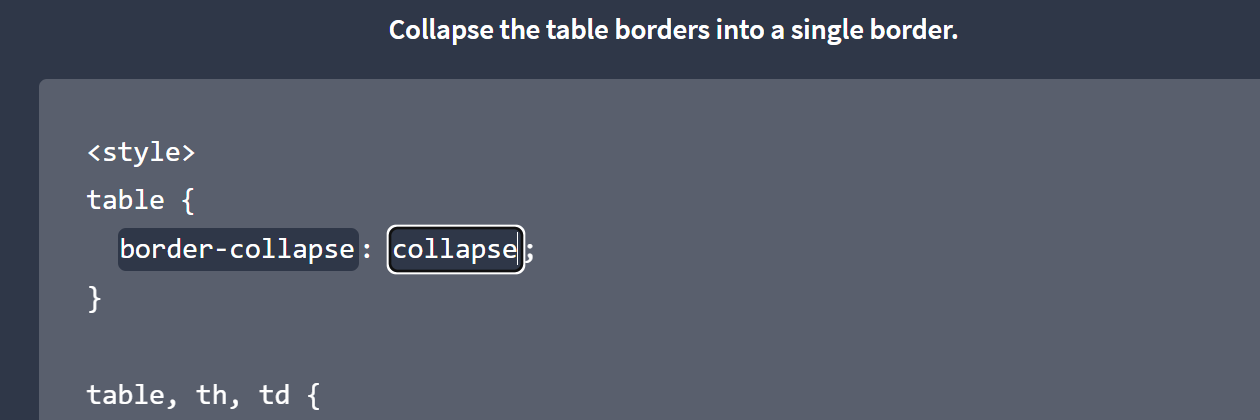 Collapse the table borders into a single border.
<style>
table {
border-collapse: collapse;
}
table, th, td {